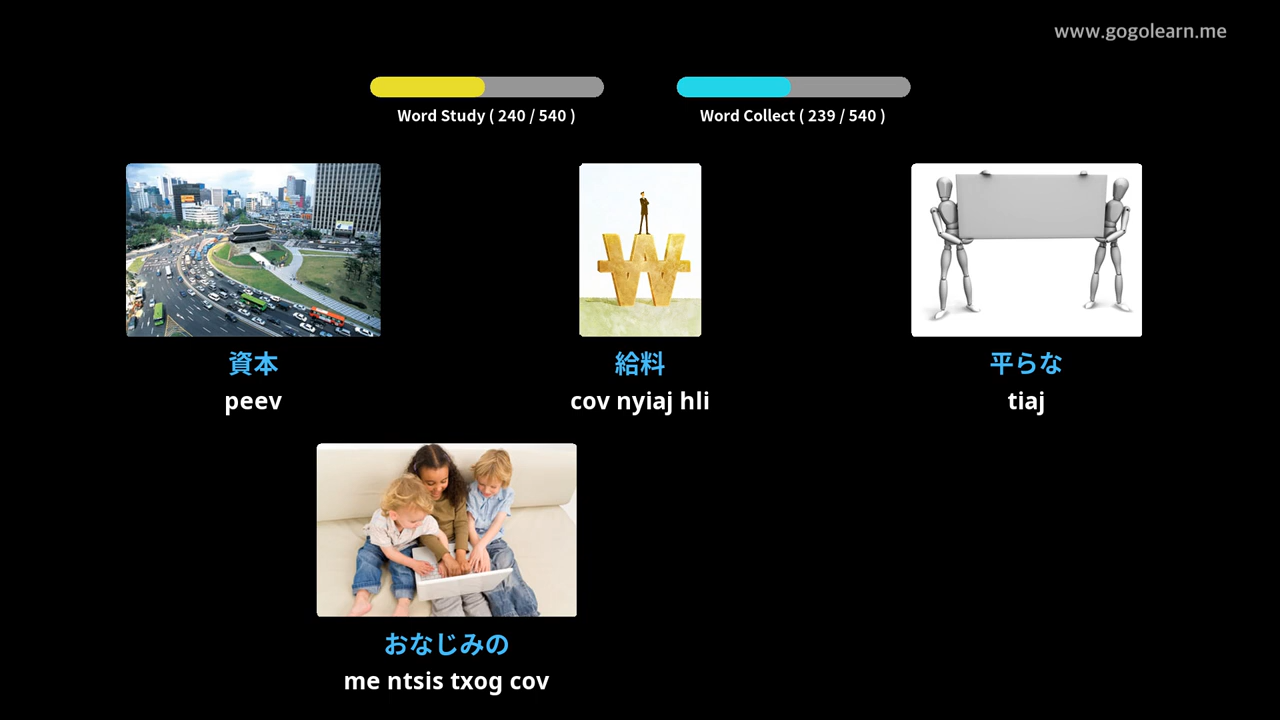 www.gogolearn.me
Word Study ( 240 / 540 )
Word Collect ( 239 / 540 )
資本
peev
給料
cov nyiaj hli
平らな
tiaj
おなじみの
me ntsis txog cov